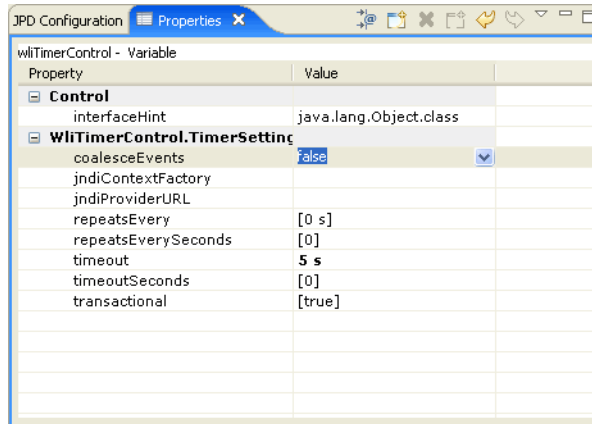 JPD Configuration Properties
wliTimerControl - Variable
Property Value
Control
interfaceHint java.lang.Object.class
WliTimerControl.TimerSetting
coalesceEvents false
jndiContextFactory
jndiProviderURL
repeatsEvery [0 s]
repeatsEverySeconds [0]
timeout 5 s
timeoutSeconds [0]
transactional [true]